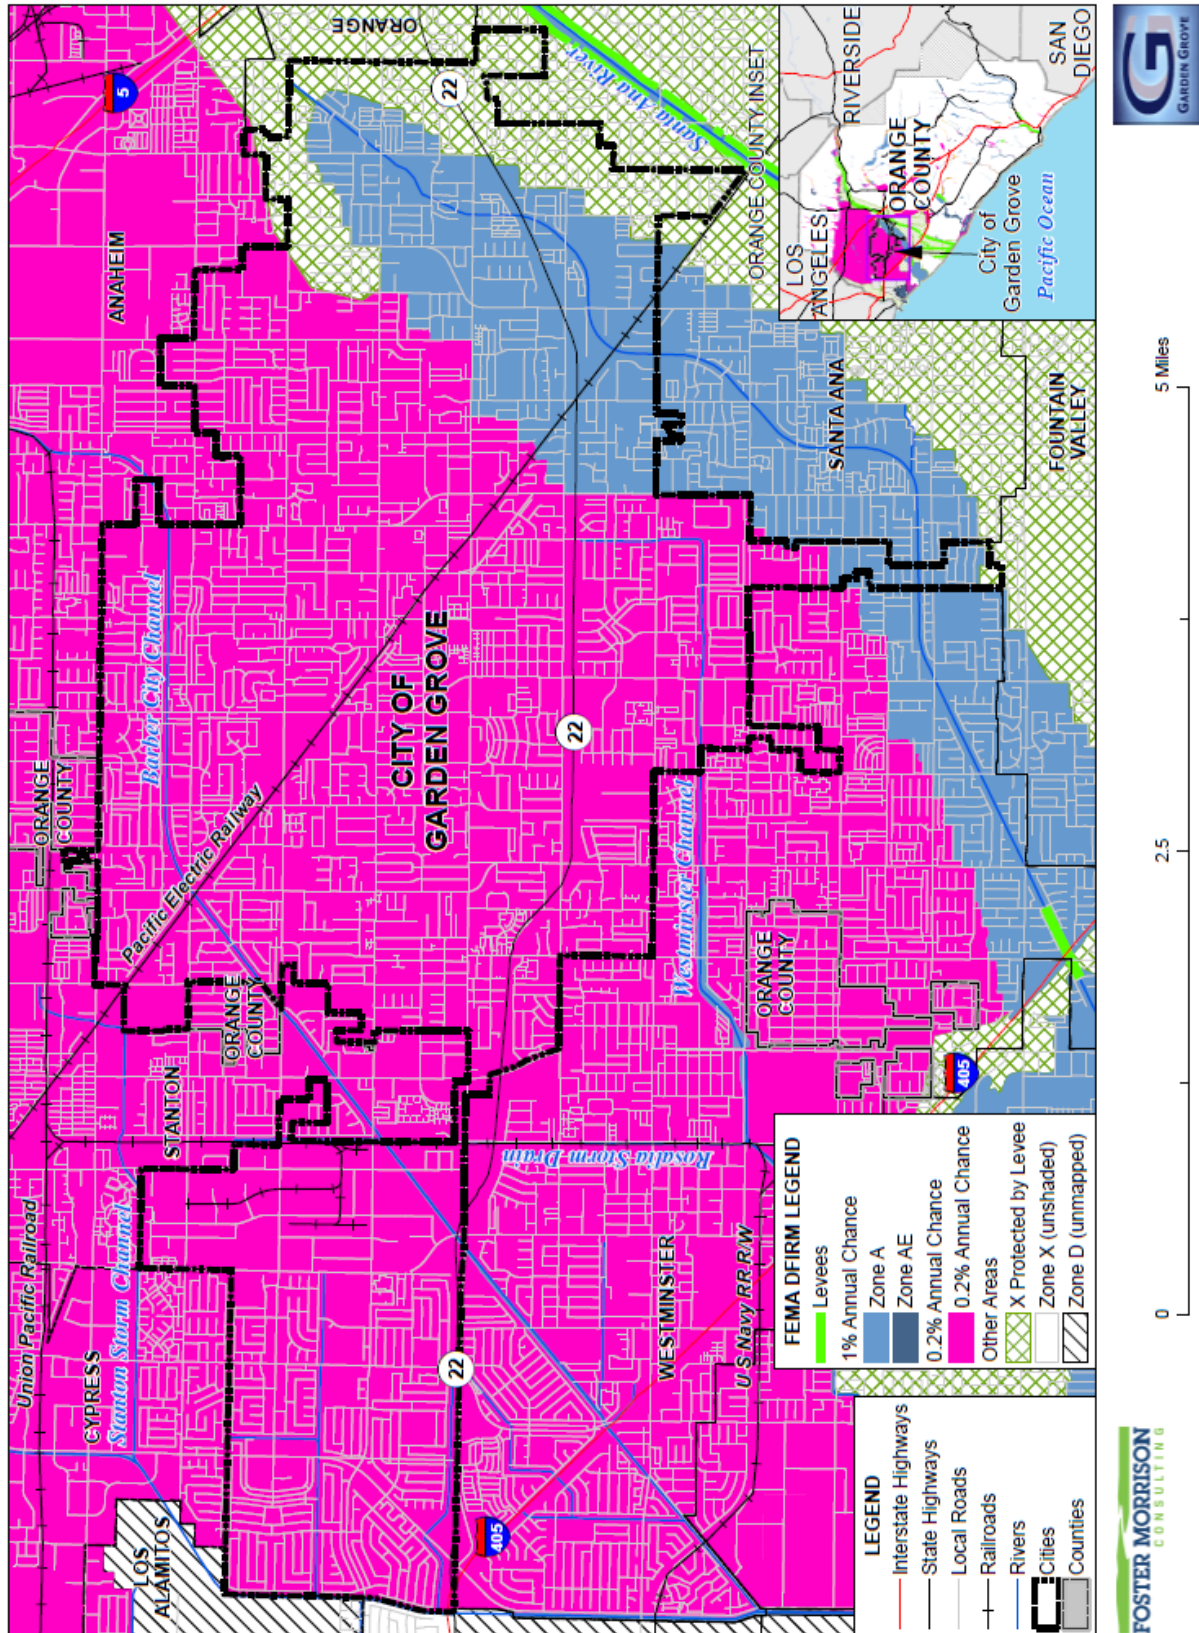 Union Pacific Railroad
CYPRESS
Stanton Storm Channel
LOS
ALAMITOS
STANTON
ORANGE
COUNTY
Pacific Electric Railway
ORANGE
COUNTY
Barber City Channel
ANAHEIM
5
ORANGE
22
Santa Ana River
CITY OF
GARDEN GROVE
22
22
405
Rosalia Storm Drain
WESTMINSTER
US Navy RR R/W
Westminster Channel
ORANGE
COUNTY
405
SANTA ANA
FOUNTAIN
VALLEY
ORANGE COUNTY INSET
LOS
ANGELES
RIVERSIDE
ORANGE
COUNTY
SAN
DIEGO
City of
Garden Grove
Pacific Ocean
LEGEND
Interstate Highways
State Highways
Local Roads
Railroads
Rivers
Cities
Counties
FEMA DFIRM LEGEND
Levees
1% Annual Chance
Zone A
Zone AE
0.2% Annual Chance
0.2% Annual Chance
Other Areas
X Protected by Levee
Zone X (unshaded)
Zone D (unmapped)
0
2.5
5 Miles
FOSTER MORRISON
CONSULTING
G
GARDEN GROVE